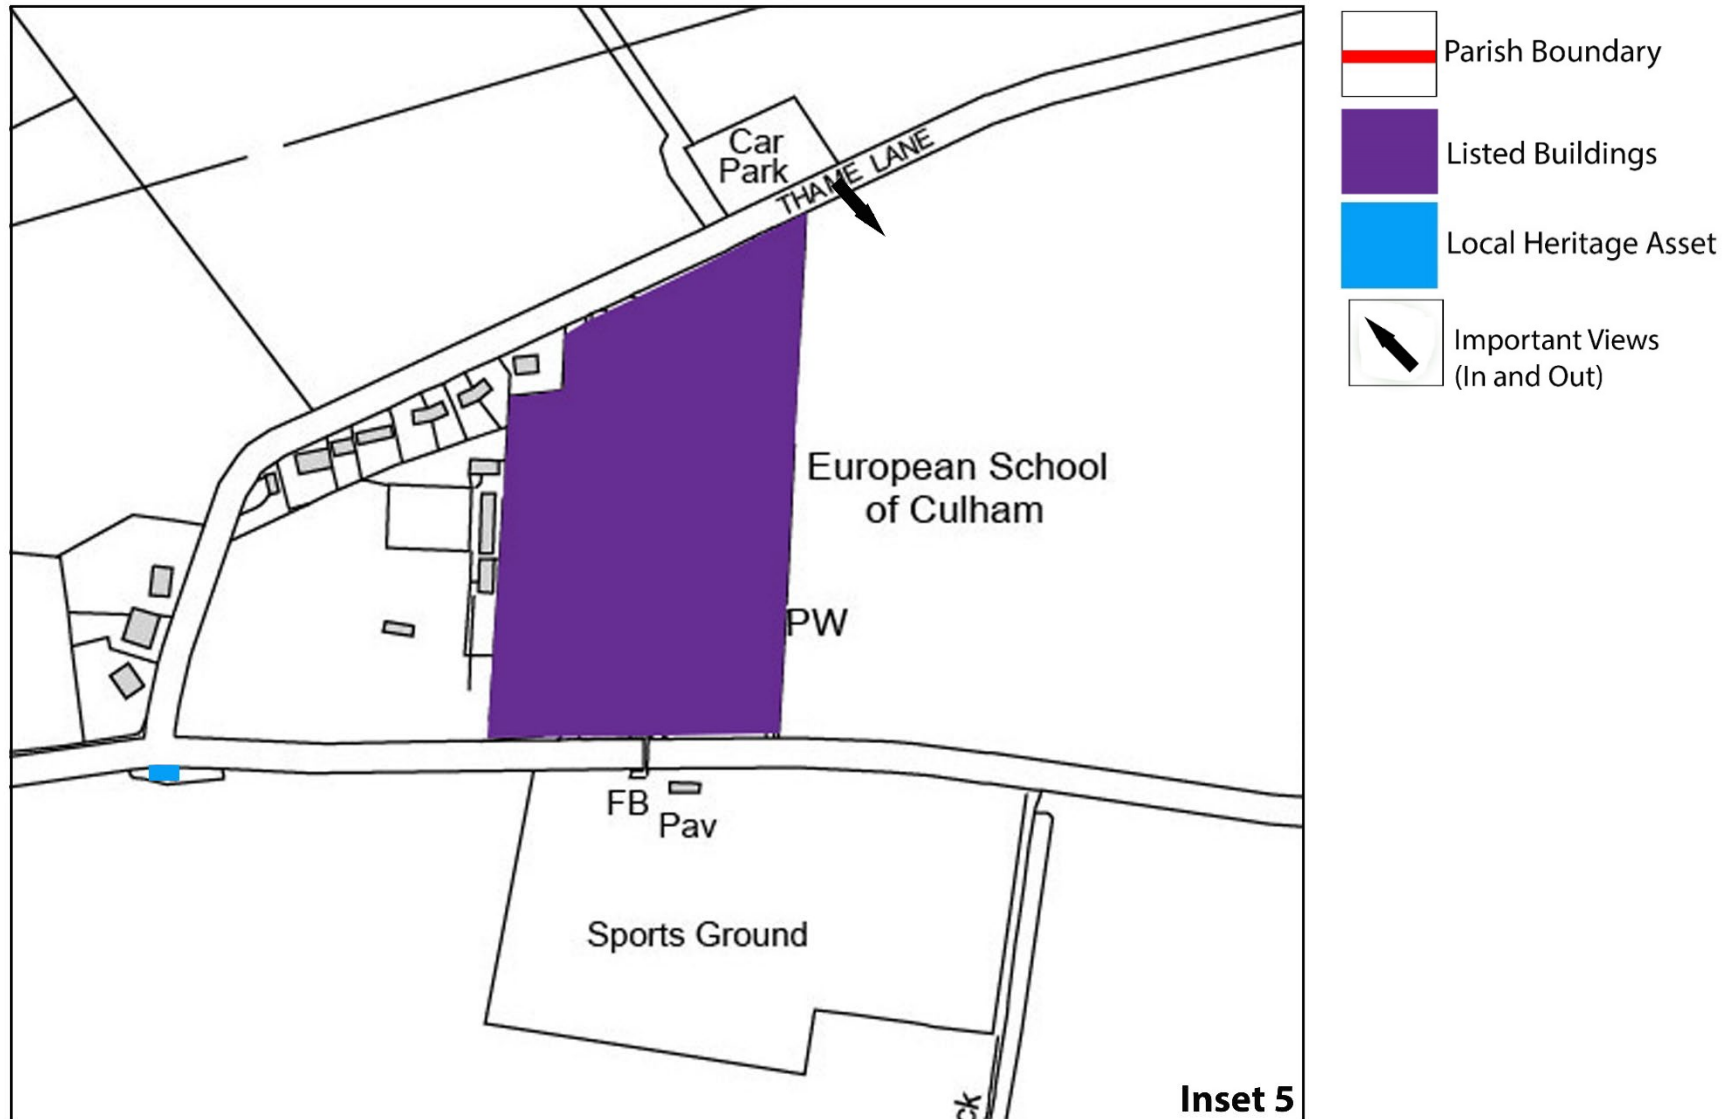 Car
Park
THAME LANE
European School
of Culham
PW
FB
Pav
Sports Ground
ck
Inset 5
Parish Boundary
Listed Buildings
Local Heritage Asset
Important Views
(In and Out)